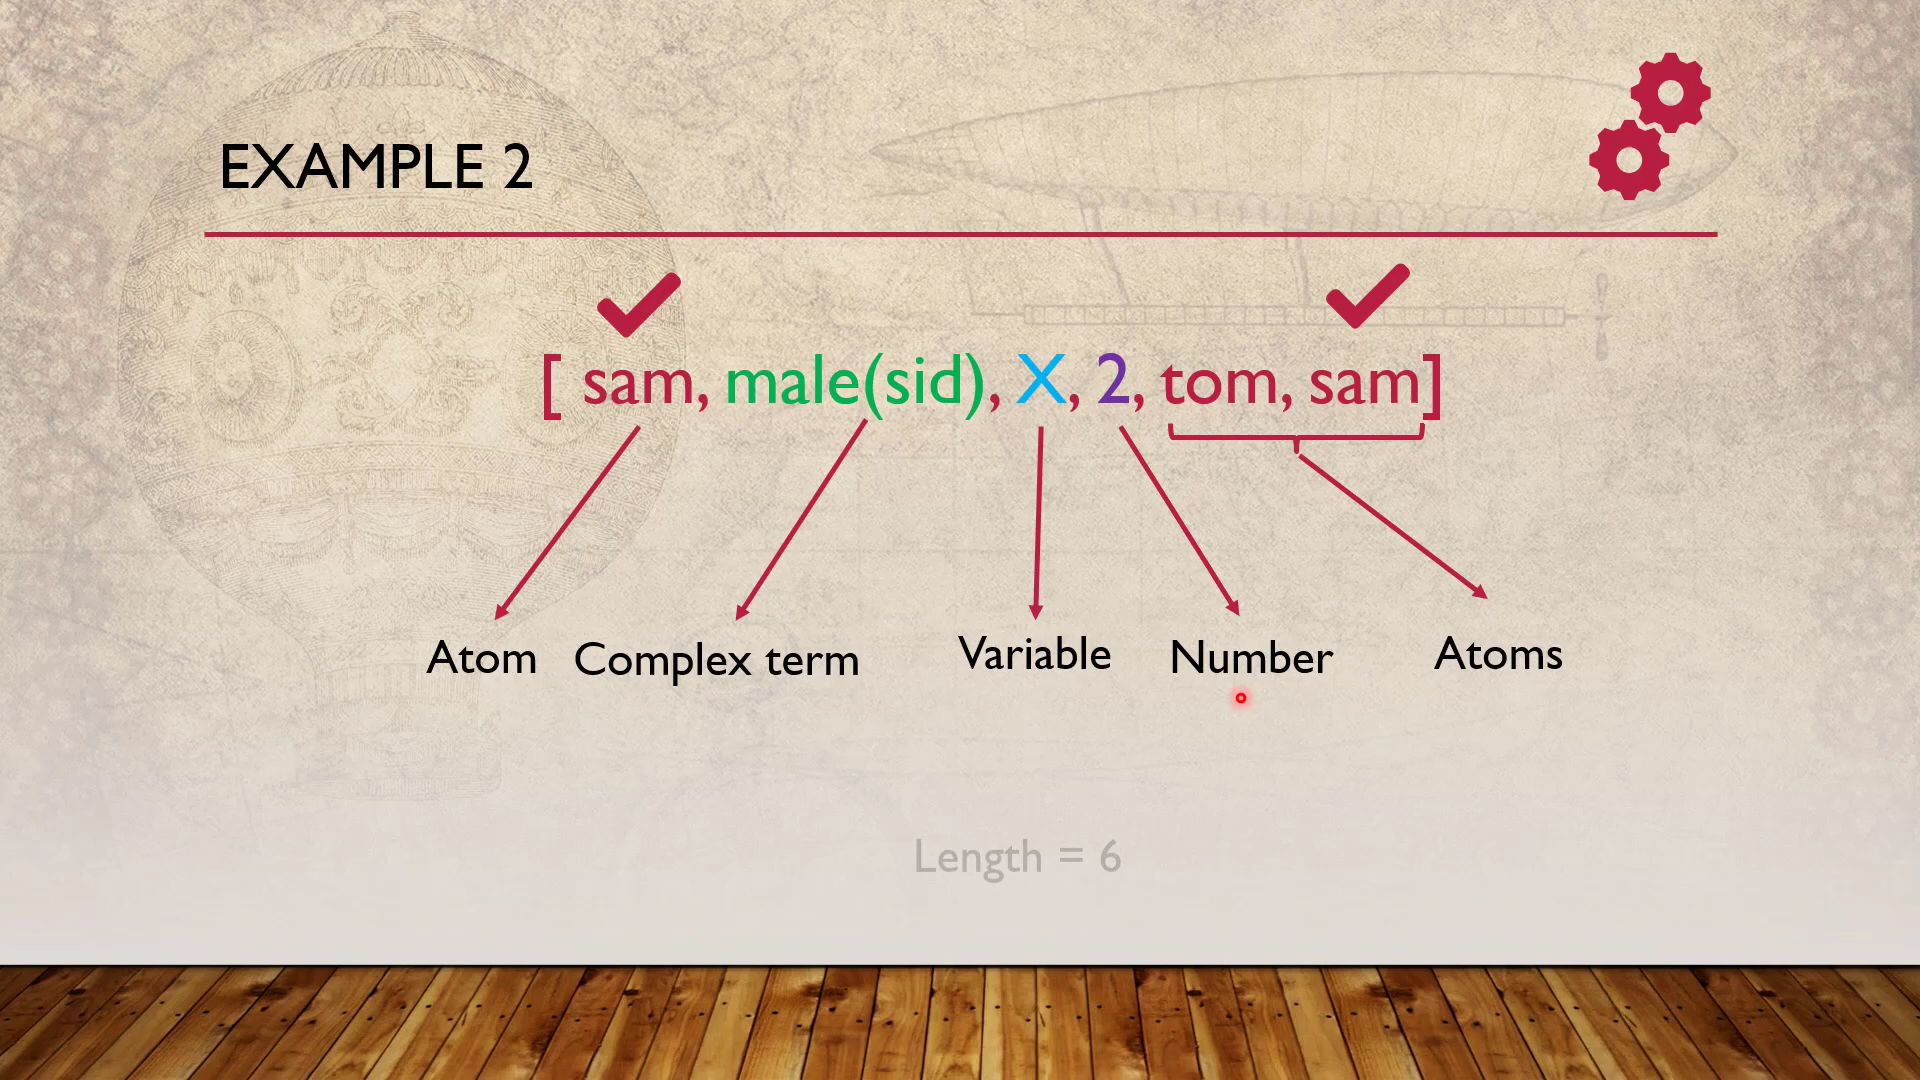 EXAMPLE 2
[ sam, male(sid), X, 2, tom, sam]
Atom Complex term Variable Number Atoms
Length = 6